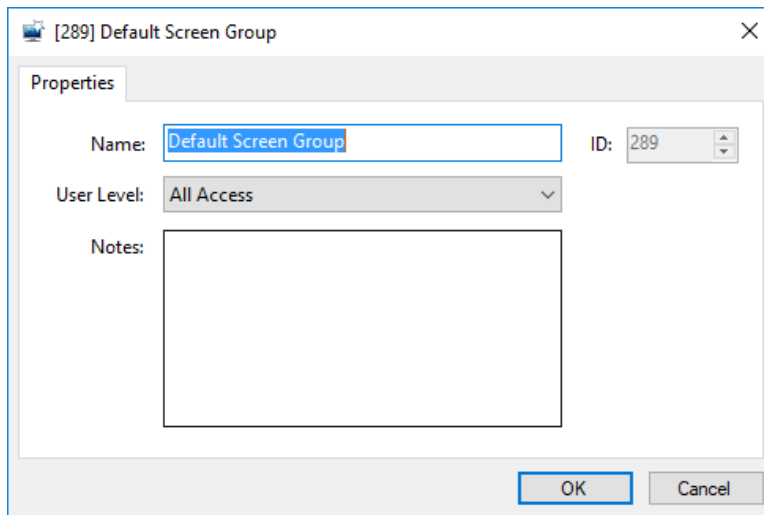 [289] Default Screen Group
Properties
Name: Default Screen Group ID: 289
User Level: All Access
Notes:
OK Cancel